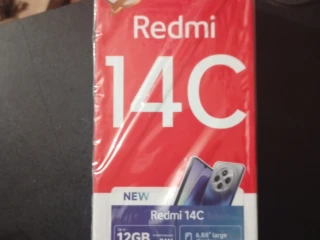 Redmi
14C
NEW
Redmi 14C
12GB
6.88" large